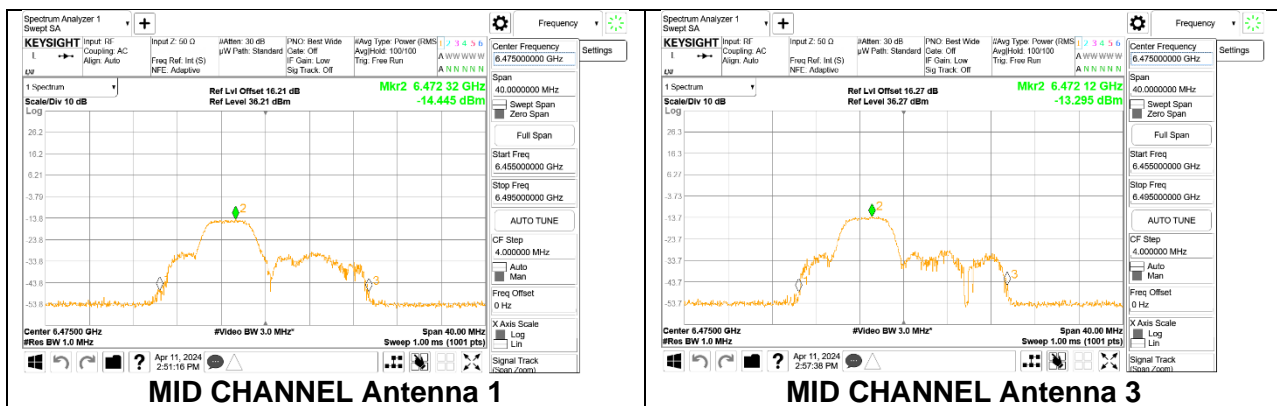 Spectrum Analyzer 1
Swept SA
Frequency
KEYSIGHT
Input: RF
Coupling: AC
Align: Auto
Input Z: 50 Ω
Freq Ref: Int (S)
NFE: Adaptive
#Atten: 30 dB
µW Path: Standard
PNO: Best Wide
Gate: Off
IF Gain: Low
Sig Track: Off
#Avg Type: Power (RMS
Avg|Hold: 100/100
Trig: Free Run
1 2 3 4 5 6
A W W W W W
A N N N N N
1 Spectrum
Scale/Div 10 dB
Log
Ref Lvl Offset 16.21 dB
Ref Level 36.21 dBm
Mkr2 6.472 32 GHz
-14.445 dBm
26.2
16.2
6.21
-3.79
-13.8
-23.8
-33.8
-43.8
-53.8
2
3
Center 6.47500 GHz
#Res BW 1.0 MHz
#Video BW 3.0 MHz*
Span 40.00 MHz
Sweep 1.00 ms (1001 pts)
Apr 11, 2024
2:51:16 PM
Center Frequency
6.475000000 GHz
Settings
Span
40.0000000 MHz
Swept Span
Zero Span
Full Span
Start Freq
6.455000000 GHz
Stop Freq
6.495000000 GHz
AUTO TUNE
CF Step
4.000000 MHz
Auto
Man
Freq Offset
0 Hz
X Axis Scale
Log
Lin
Signal Track
(Span Zoom)
MID CHANNEL Antenna 1
Spectrum Analyzer 1
Swept SA
Frequency
KEYSIGHT
Input: RF
Coupling: AC
Align: Auto
Input Z: 50 Ω
Freq Ref: Int (S)
NFE: Adaptive
#Atten: 30 dB
µW Path: Standard
PNO: Best Wide
Gate: Off
IF Gain: Low
Sig Track: Off
#Avg Type: Power (RMS
Avg|Hold: 100/100
Trig: Free Run
1 2 3 4 5 6
A W W W W W
A N N N N N
1 Spectrum
Scale/Div 10 dB
Log
Ref Lvl Offset 16.27 dB
Ref Level 36.27 dBm
Mkr2 6.472 12 GHz
-13.295 dBm
26.3
16.3
6.27
-3.73
-13.7
-23.7
-33.7
-43.7
-53.7
2
1
3
Center 6.47500 GHz
#Res BW 1.0 MHz
#Video BW 3.0 MHz*
Span 40.00 MHz
Sweep 1.00 ms (1001 pts)
Apr 11, 2024
2:57:38 PM
Center Frequency
6.475000000 GHz
Settings
Span
40.0000000 MHz
Swept Span
Zero Span
Full Span
Start Freq
6.455000000 GHz
Stop Freq
6.495000000 GHz
AUTO TUNE
CF Step
4.000000 MHz
Auto
Man
Freq Offset
0 Hz
X Axis Scale
Log
Lin
Signal Track
(Span Zoom)
MID CHANNEL Antenna 3